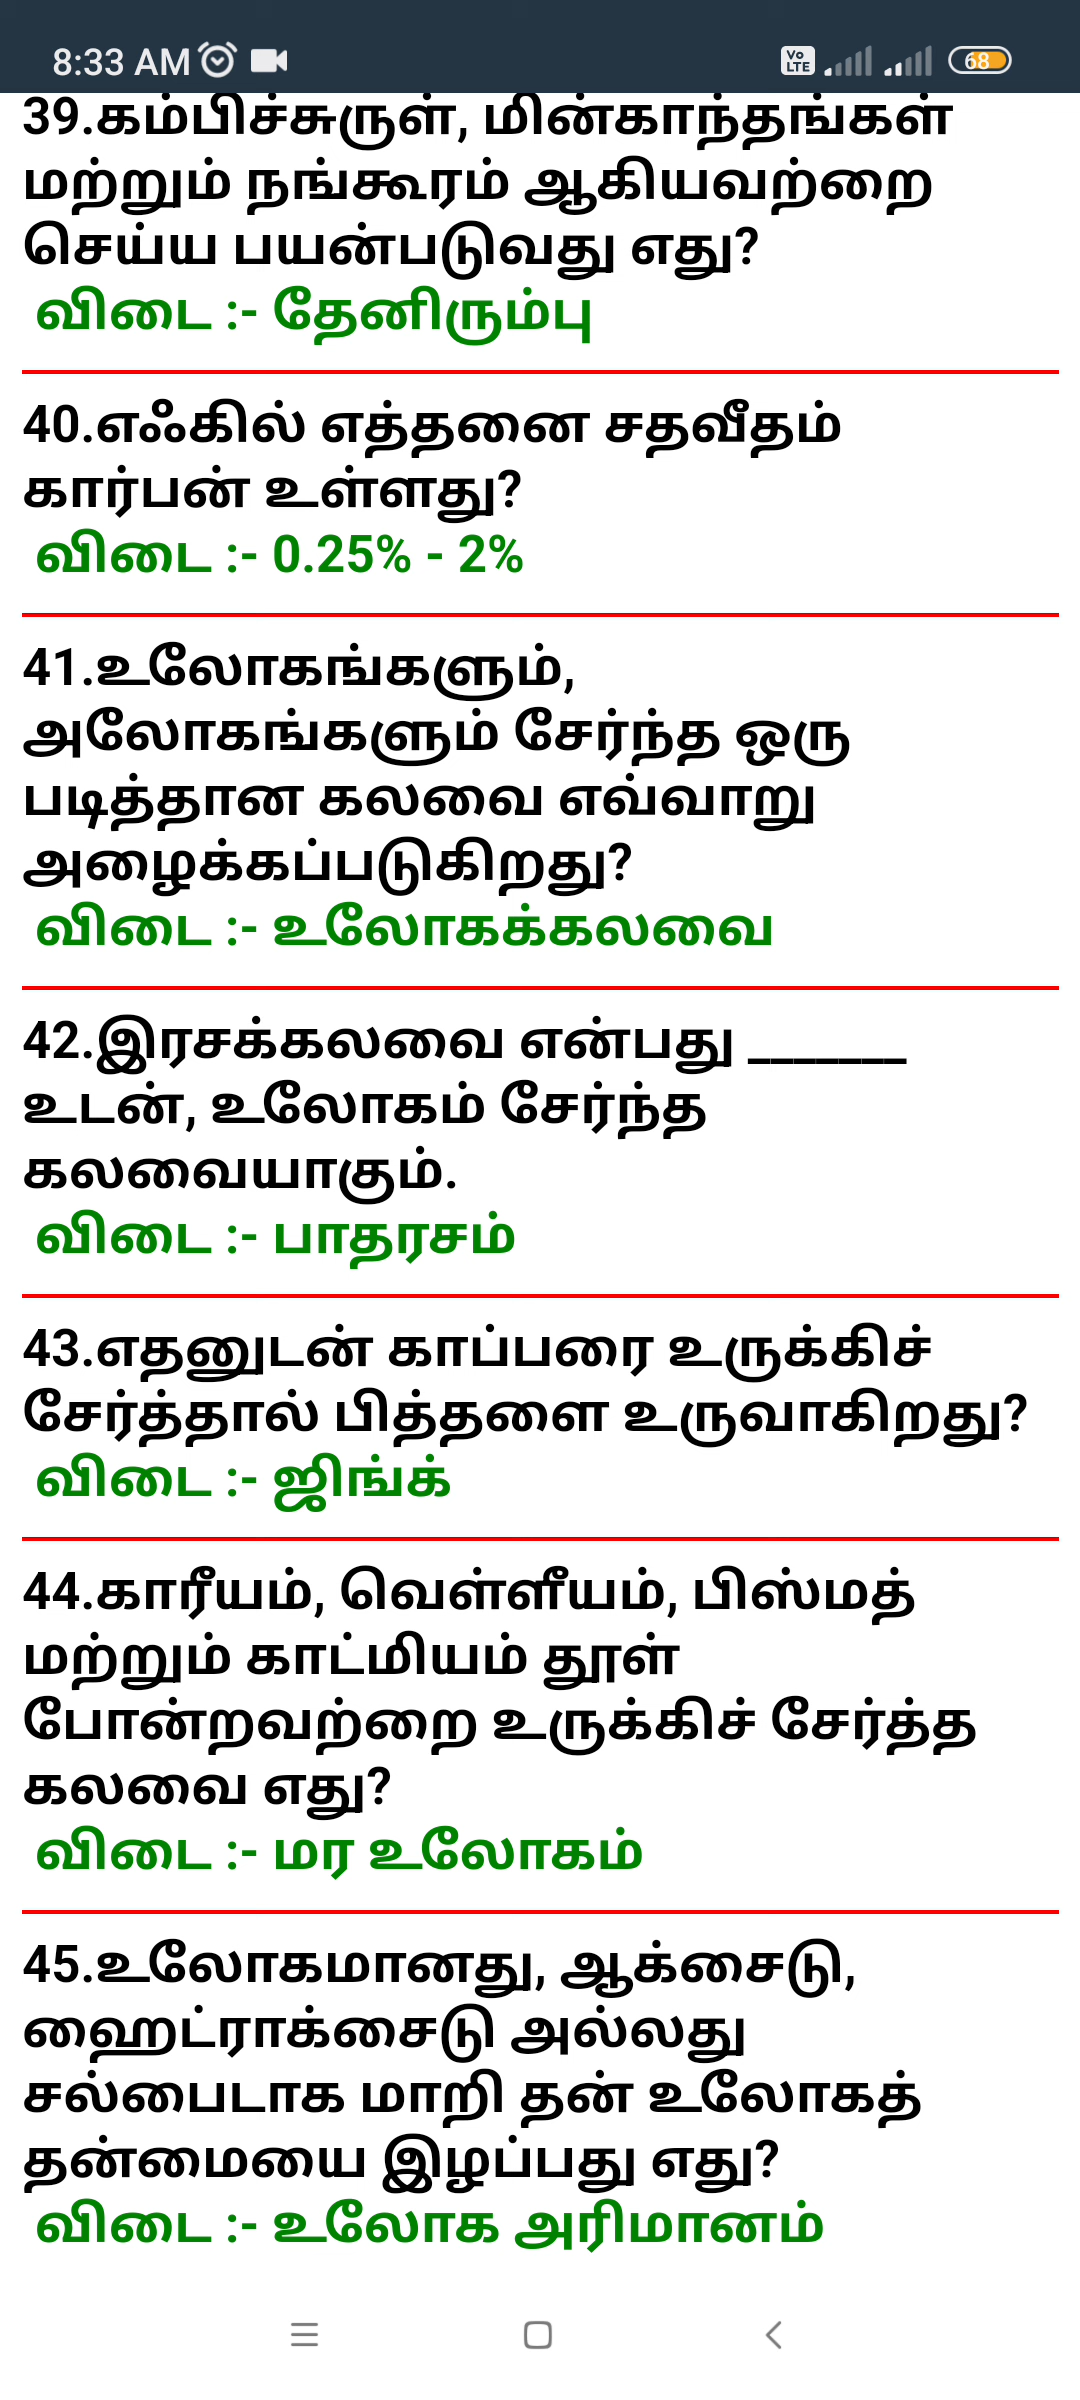 8:33 AM
Vo LTE
68
39.கம்பிச்சுருள், மின்காந்தங்கள்
மற்றும் நங்கூரம் ஆகியவற்றை
செய்ய பயன்படுவது எது?
விடை :- தேனிரும்பு
40.எஃகில் எத்தனை சதவீதம்
கார்பன் உள்ளது?
விடை :- 0.25% - 2%
41.உலோகங்களும்,
அலோகங்களும் சேர்ந்த ஒரு
படித்தான கலவை எவ்வாறு
அழைக்கப்படுகிறது?
விடை :- உலோகக்கலவை
42.இரசக்கலவை என்பது _______
உடன், உலோகம் சேர்ந்த
கலவையாகும்.
விடை :- பாதரசம்
43.எதனுடன் காப்பரை உருக்கிச்
சேர்த்தால் பித்தளை உருவாகிறது?
விடை :- ஜிங்க்
44.காரீயம், வெள்ளீயம், பிஸ்மத்
மற்றும் காட்மியம் தூள்
போன்றவற்றை உருக்கிச் சேர்த்த
கலவை எது?
விடை :- மர உலோகம்
45.உலோகமானது, ஆக்சைடு,
ஹைட்ராக்சைடு அல்லது
சல்பைடாக மாறி தன் உலோகத்
தன்மையை இழப்பது எது?
விடை :- உலோக அரிமானம்